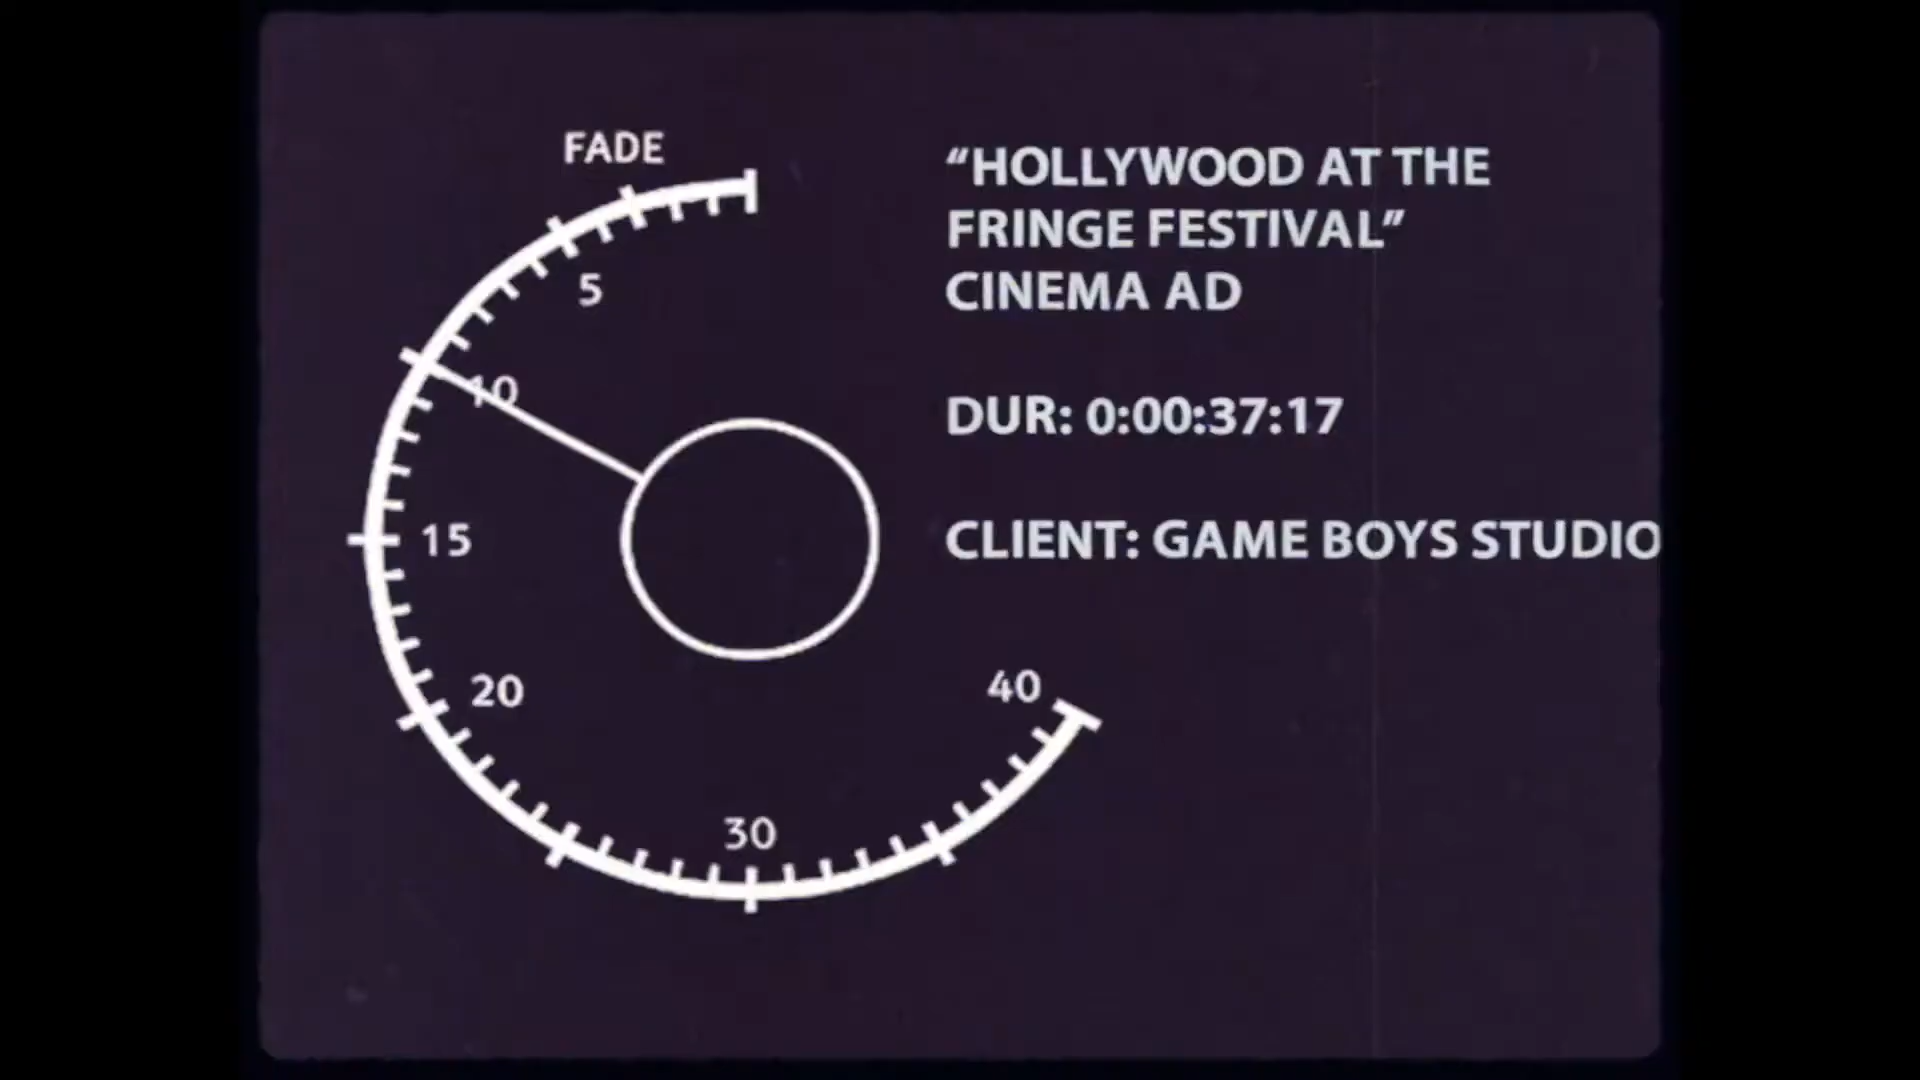 FADE
5
10
15
20
30
40
“HOLLYWOOD AT THE
FRINGE FESTIVAL”
CINEMA AD
DUR: 0:00:37:17
CLIENT: GAME BOYS STUDIO